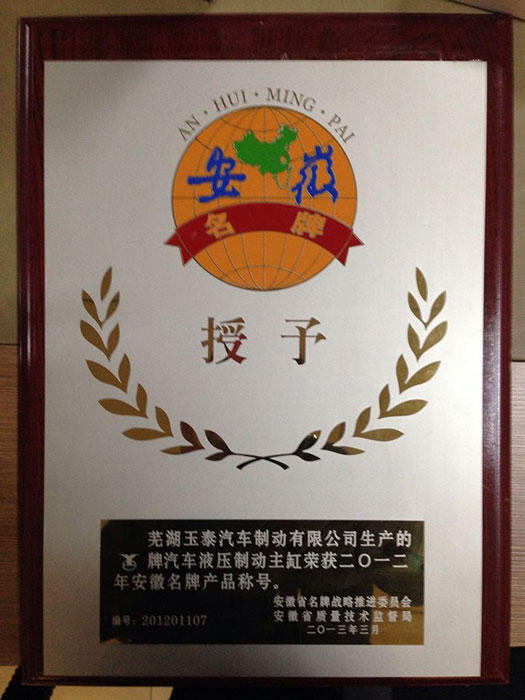 AN·HUI·MING·PAI
安徽
名牌
授予
芜湖玉泰汽车制动有限公司生产的
牌汽车液压制动主缸荣获二〇一二
年安徽名牌产品称号。
安徽省名牌战略推进委员会
编号：201201107 安徽省质量技术监督局
二〇一三年三月